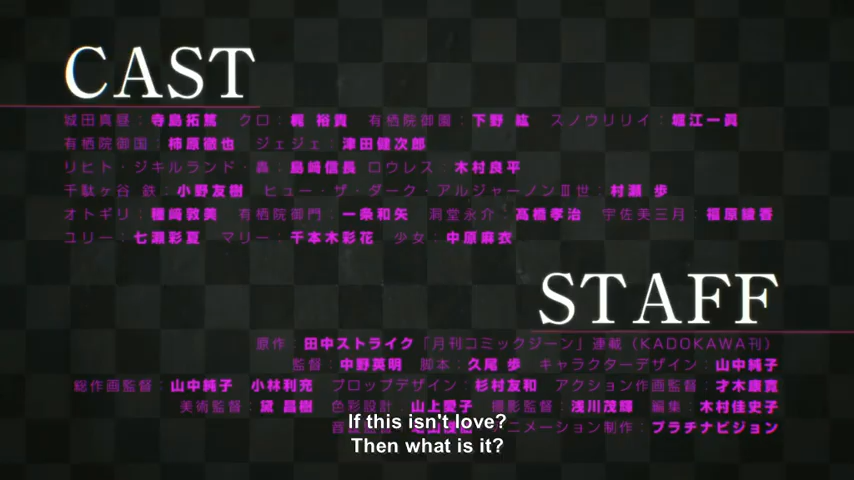 CAST
城田真昼：寺島拓篤　クロ：梶 裕貴　有栖院御園：下野 紘　スノウリリイ：堀江一眞
有栖院御国：柿原徹也　ジェジェ：津田健次郎
リヒト・ジキルランド・轟：島﨑信長 ロウレス：木村良平
千駄ヶ谷 鉄：小野友樹　ヒュー・ザ・ダーク・アルジャーノンⅢ世：村瀬 歩
オトギリ：種﨑敦美　有栖院御門：一条和矢　洞堂永介：高橋孝治　宇佐美三月：福原綾香
ユリー：七瀬彩夏　マリー：千本木彩花　少女：中原麻衣
STAFF
原作：田中ストライク「月刊コミックジーン」連載（KADOKAWA刊）
監督：中野英明　脚本：久尾 歩　キャラクターデザイン：山中純子
総作画監督：山中純子　小林利充　プロップデザイン：杉村友和　アクション作画監督：才木康寛
美術監督：黛 昌樹　色彩設計：山上愛子　撮影監督：浅川茂輝　編集：木村佳史子
アニメーション制作：プラチナビジョン
If this isn't love?
Then what is it?